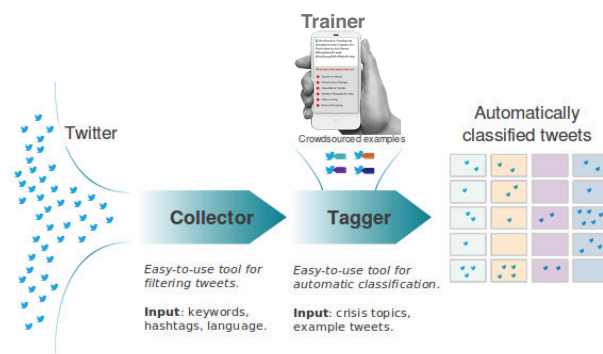 Trainer
Crowdsourced examples
Twitter
Automatically
classified tweets
Collector
Tagger
Easy-to-use tool for
filtering tweets.
Input: keywords,
hashtags, language.
Easy-to-use tool for
automatic classification.
Input: crisis topics,
example tweets.